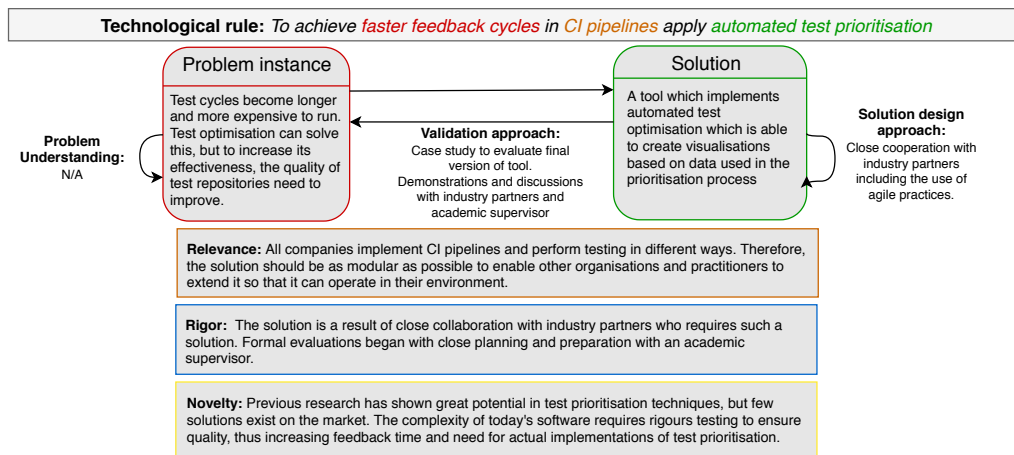 Technological rule: To achieve faster feedback cycles in CI pipelines apply automated test prioritisation
Problem instance
Test cycles become longer
and more expensive to run.
Test optimisation can solve
this, but to increase its
effectiveness, the quality of
test repositories need to
improve.
Problem
Understanding:
N/A
Validation approach:
Case study to evaluate final
version of tool.
Demonstrations and discussions
with industry partners and
academic supervisor
Solution
A tool which implements
automated test
optimisation which is able
to create visualisations
based on data used in the
prioritisation process
Solution design
approach:
Close cooperation with
industry partners
including the use of
agile practices.
Relevance: All companies implement CI pipelines and perform testing in different ways. Therefore,
the solution should be as modular as possible to enable other organisations and practitioners to
extend it so that it can operate in their environment.
Rigor: The solution is a result of close collaboration with industry partners who requires such a
solution. Formal evaluations began with close planning and preparation with an academic
supervisor.
Novelty: Previous research has shown great potential in test prioritisation techniques, but few
solutions exist on the market. The complexity of today's software requires rigours testing to ensure
quality, thus increasing feedback time and need for actual implementations of test prioritisation.